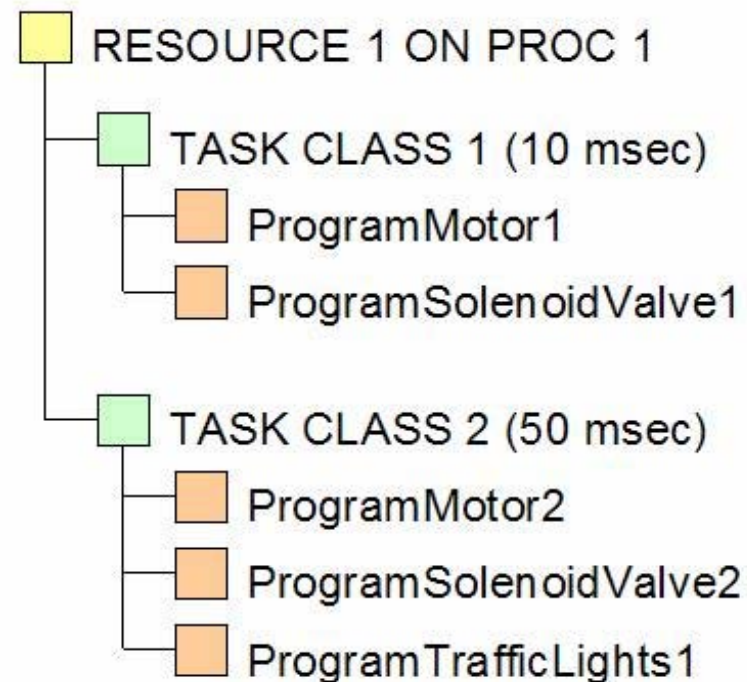 RESOURCE 1 ON PROC 1
TASK CLASS 1 (10 msec)
ProgramMotor1
ProgramSolenoidValve1
TASK CLASS 2 (50 msec)
ProgramMotor2
ProgramSolenoidValve2
ProgramTrafficLights1